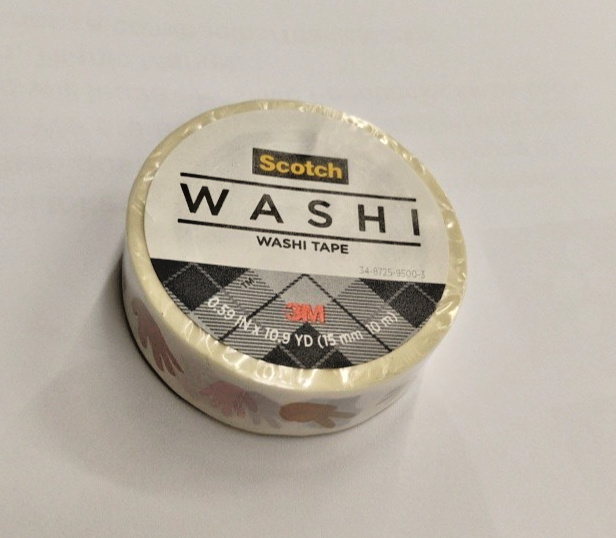 Scotch
WASHI
WASHI TAPE
34-8725-9500-3
™
3M
0.59 IN x 10.9 YD (15 mm 10 m)